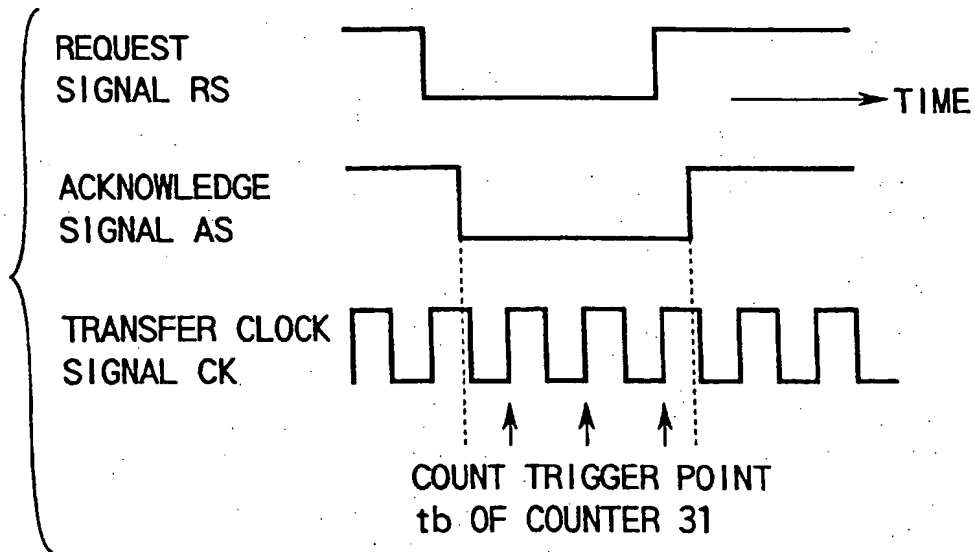 REQUEST
SIGNAL RS
TIME
ACKNOWLEDGE
SIGNAL AS
TRANSFER CLOCK
SIGNAL CK
COUNT TRIGGER POINT
tb OF COUNTER 31